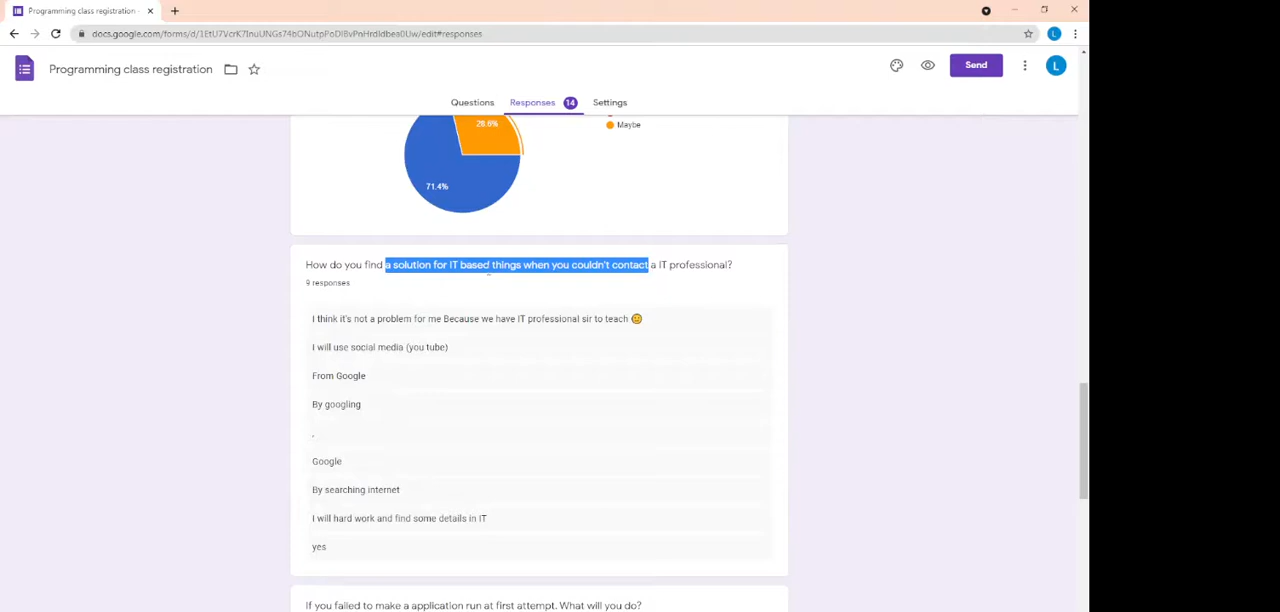 Programming class registration -
docs.google.com/forms/d/1EtU7VcrK7InuUNGs74bONutpPoDlBvPnHrdldbea0Uw/edit#responses
L
Programming class registration
Send
L
Questions
Responses 14
Settings
28.6%
Maybe
71.4%
How do you find a solution for IT based things when you couldn't contact a IT professional?
9 responses
I think it's not a problem for me Because we have IT professional sir to teach 😊
I will use social media (you tube)
From Google
By googling
.
Google
By searching internet
I will hard work and find some details in IT
yes
If you failed to make a application run at first attempt. What will you do?